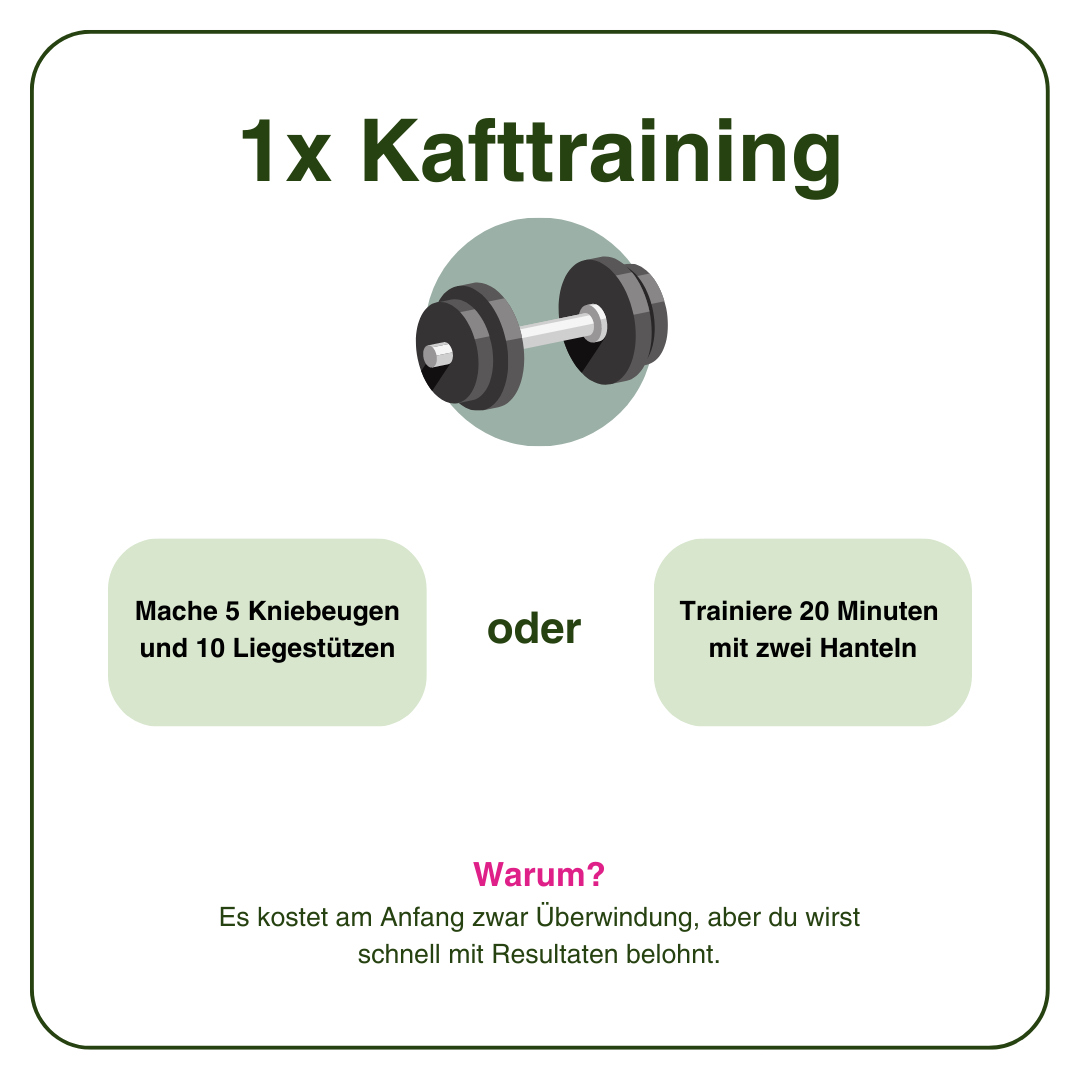 1x Kafttraining
Mache 5 Kniebeugen
und 10 Liegestützen
oder
Trainiere 20 Minuten
mit zwei Hanteln
Warum?
Es kostet am Anfang zwar Überwindung, aber du wirst
schnell mit Resultaten belohnt.